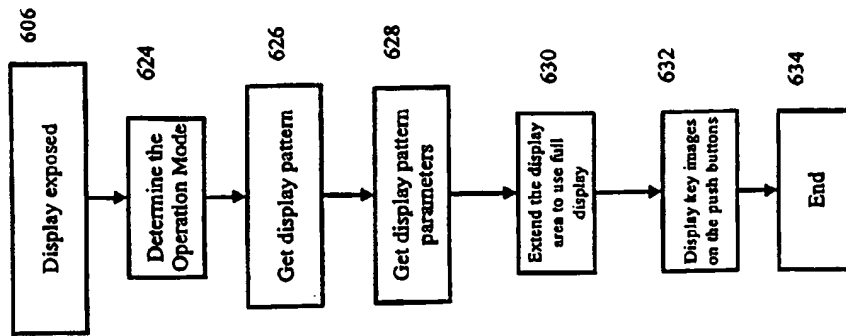 606
Display exposed
624
Determine the
Operation Mode
626
Get display pattern
628
Get display pattern
parameters
630
Extend the display
area to use full
display
632
Display key images
on the push buttons
634
End